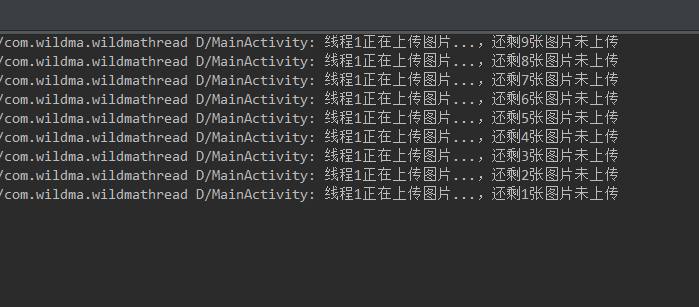 /com.wildma.wildmathread D/MainActivity: 线程1正在上传图片...，还剩9张图片未上传
/com.wildma.wildmathread D/MainActivity: 线程1正在上传图片...，还剩8张图片未上传
/com.wildma.wildmathread D/MainActivity: 线程1正在上传图片...，还剩7张图片未上传
/com.wildma.wildmathread D/MainActivity: 线程1正在上传图片...，还剩6张图片未上传
/com.wildma.wildmathread D/MainActivity: 线程1正在上传图片...，还剩5张图片未上传
/com.wildma.wildmathread D/MainActivity: 线程1正在上传图片...，还剩4张图片未上传
/com.wildma.wildmathread D/MainActivity: 线程1正在上传图片...，还剩3张图片未上传
/com.wildma.wildmathread D/MainActivity: 线程1正在上传图片...，还剩2张图片未上传
/com.wildma.wildmathread D/MainActivity: 线程1正在上传图片...，还剩1张图片未上传